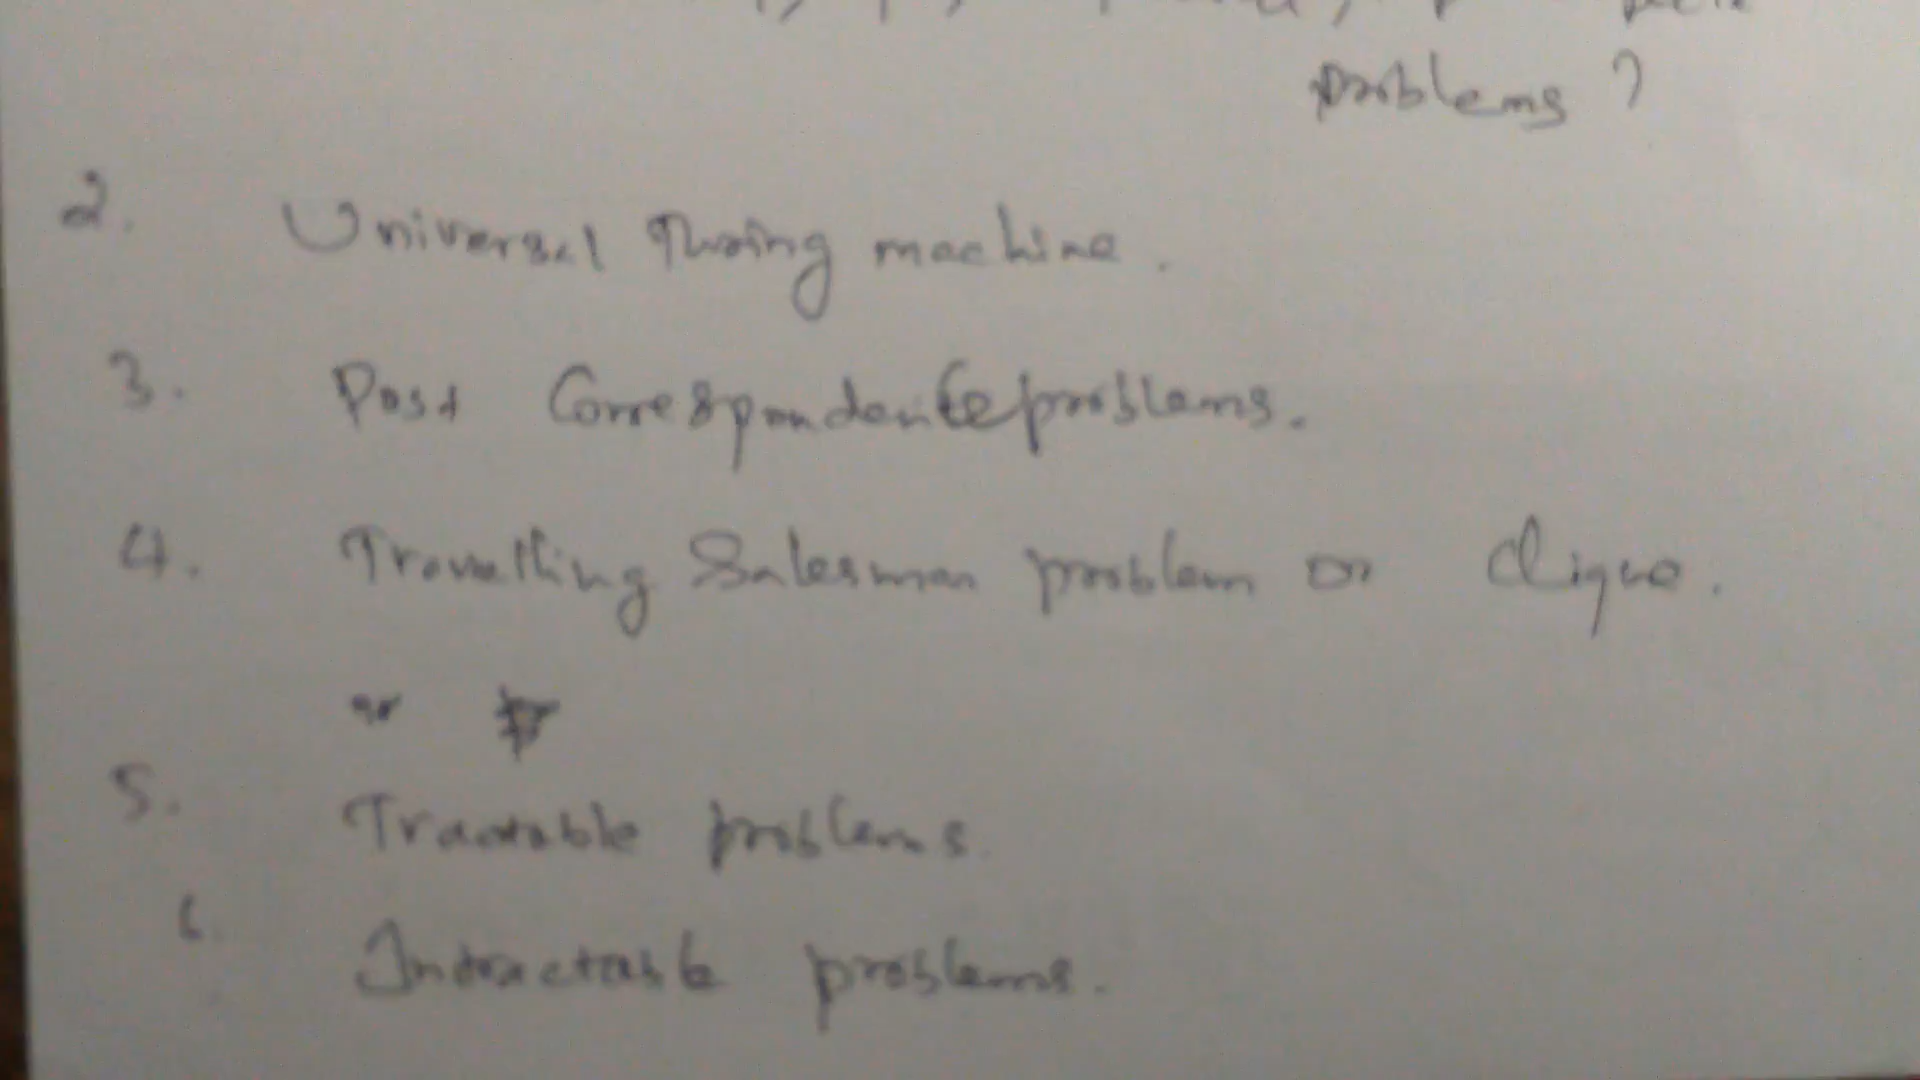 problems ?
2. Universal Turing machine.
3. Post Correspondence problems.
4. Travelling Salesman problem or Clique.
or
5. Tractable problems.
6. Intractable problems.